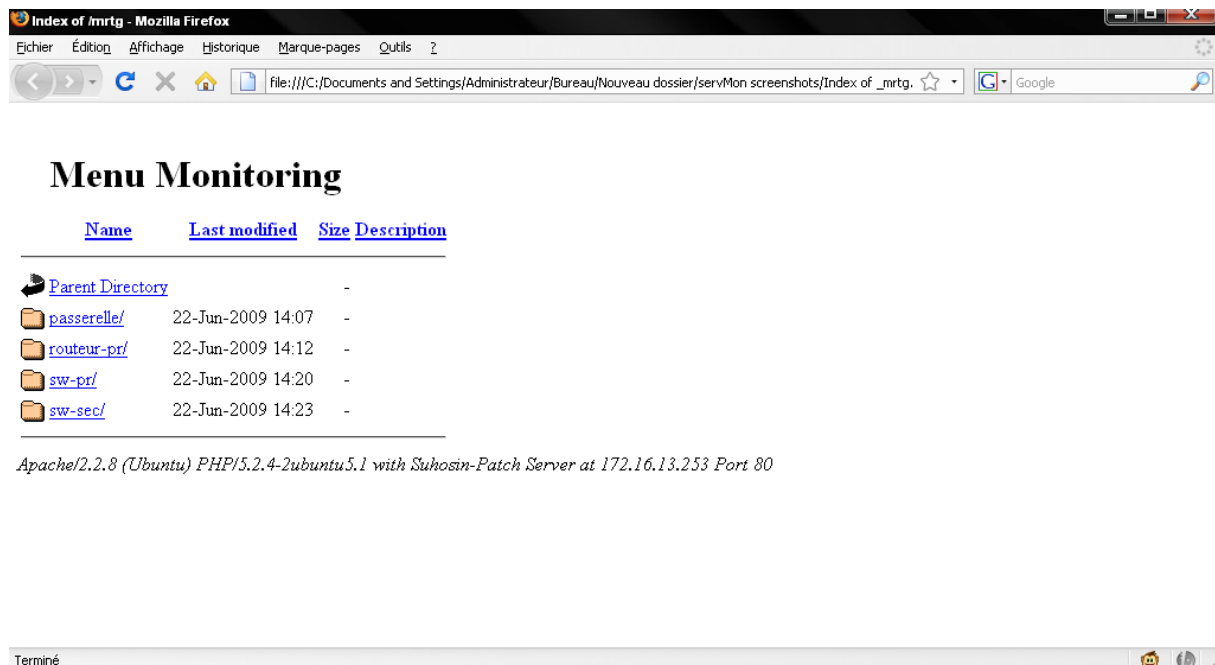 Index of /mrtg - Mozilla Firefox
Fichier Édition Affichage Historique Marque-pages Outils ?
file:///C:/Documents and Settings/Administrateur/Bureau/Nouveau dossier/servMon screenshots/Index of _mrtg. G Google
Menu Monitoring
Name Last modified Size Description
Parent Directory -
passerelle/ 22-Jun-2009 14:07 -
routeur-pr/ 22-Jun-2009 14:12 -
sw-pr/ 22-Jun-2009 14:20 -
sw-sec/ 22-Jun-2009 14:23 -
Apache/2.2.8 (Ubuntu) PHP/5.2.4-2ubuntu5.1 with Suhosin-Patch Server at 172.16.13.253 Port 80
Terminé